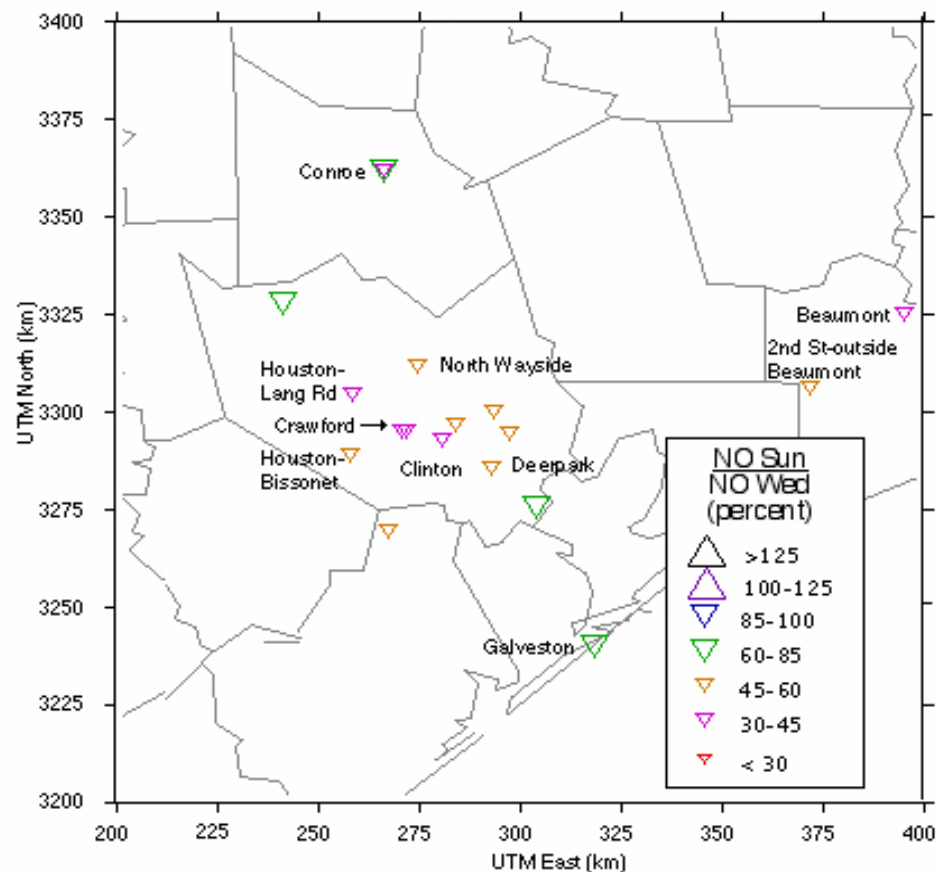 3400
3375
3350
3325
3300
3275
3250
3225
3200
UTM North (km)
Conroe
Beaumont
2nd St-outside
Beaumont
North Wayside
Houston-
Lang Rd
Crawford
Houston-
Bissonet
Clinton
Deerpark
Galveston
NO Sun
NO Wed
(percent)
>125
100-125
85-100
60-85
45-60
30-45
< 30
200
225
250
275
300
325
350
375
400
UTM East (km)